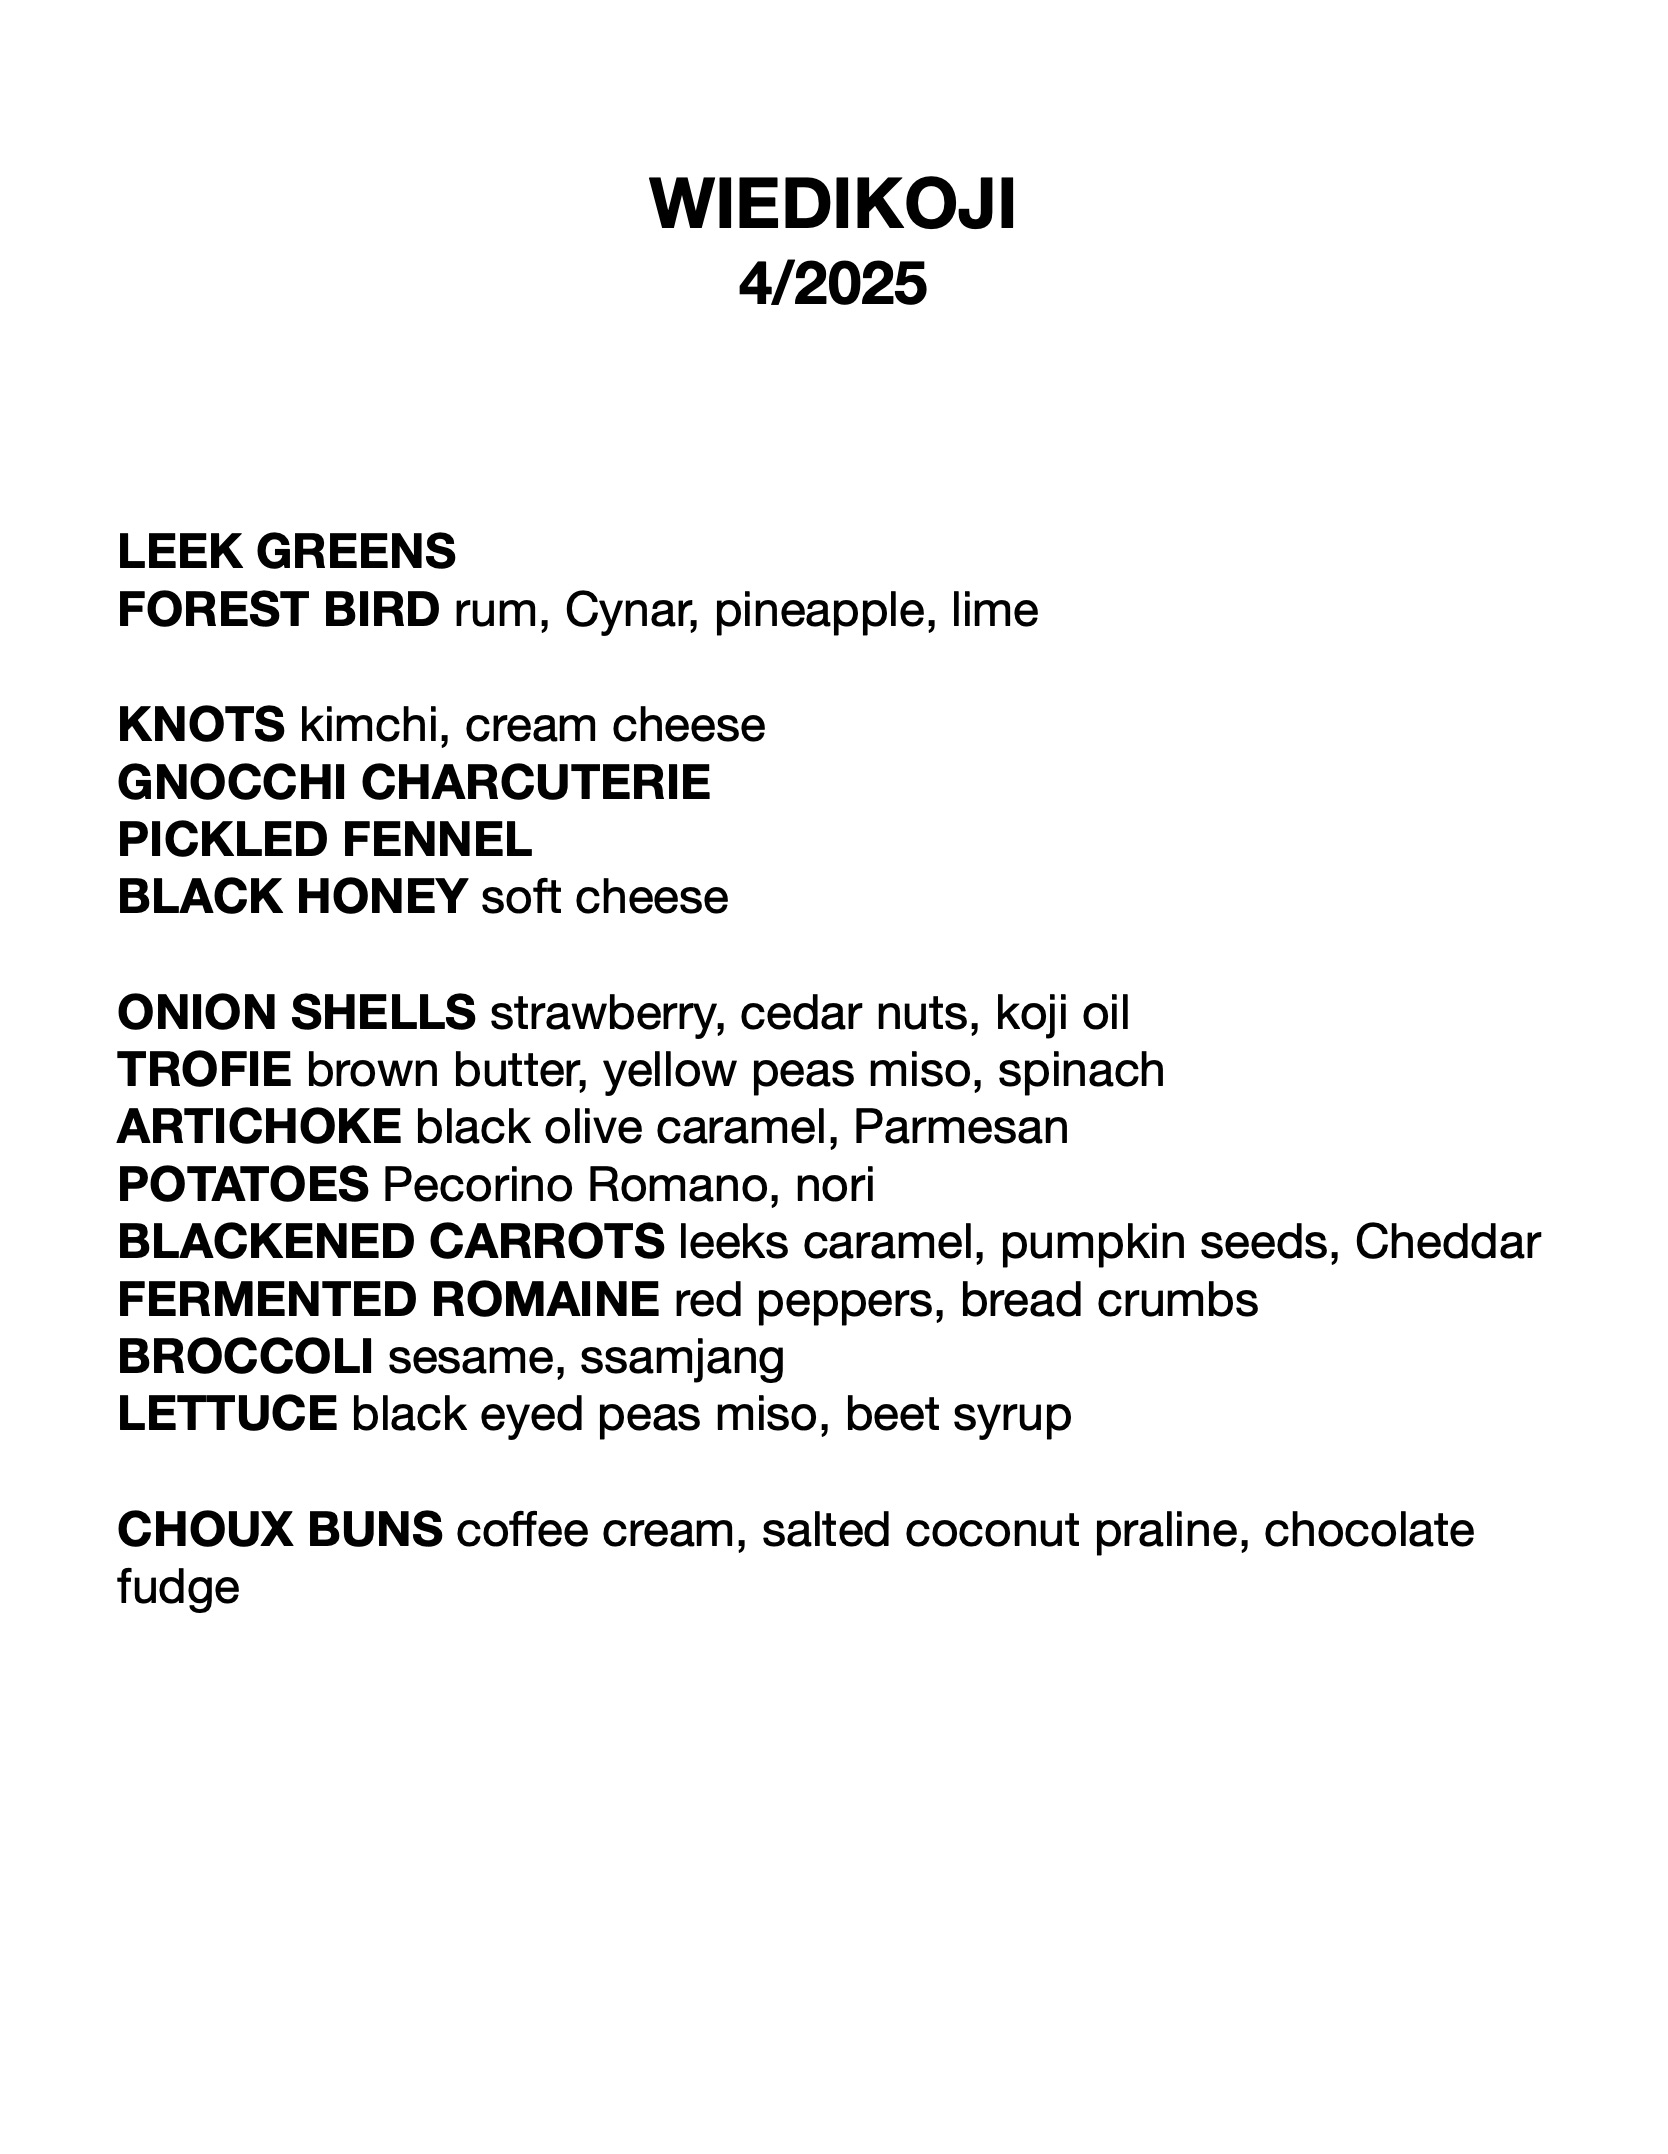 WIEDIKOJI
4/2025
LEEK GREENS
FOREST BIRD rum, Cynar, pineapple, lime
KNOTS kimchi, cream cheese
GNOCCHI CHARCUTERIE
PICKLED FENNEL
BLACK HONEY soft cheese
ONION SHELLS strawberry, cedar nuts, koji oil
TROFIE brown butter, yellow peas miso, spinach
ARTICHOKE black olive caramel, Parmesan
POTATOES Pecorino Romano, nori
BLACKENED CARROTS leeks caramel, pumpkin seeds, Cheddar
FERMENTED ROMAINE red peppers, bread crumbs
BROCCOLI sesame, ssamjang
LETTUCE black eyed peas miso, beet syrup
CHOUX BUNS coffee cream, salted coconut praline, chocolate
fudge